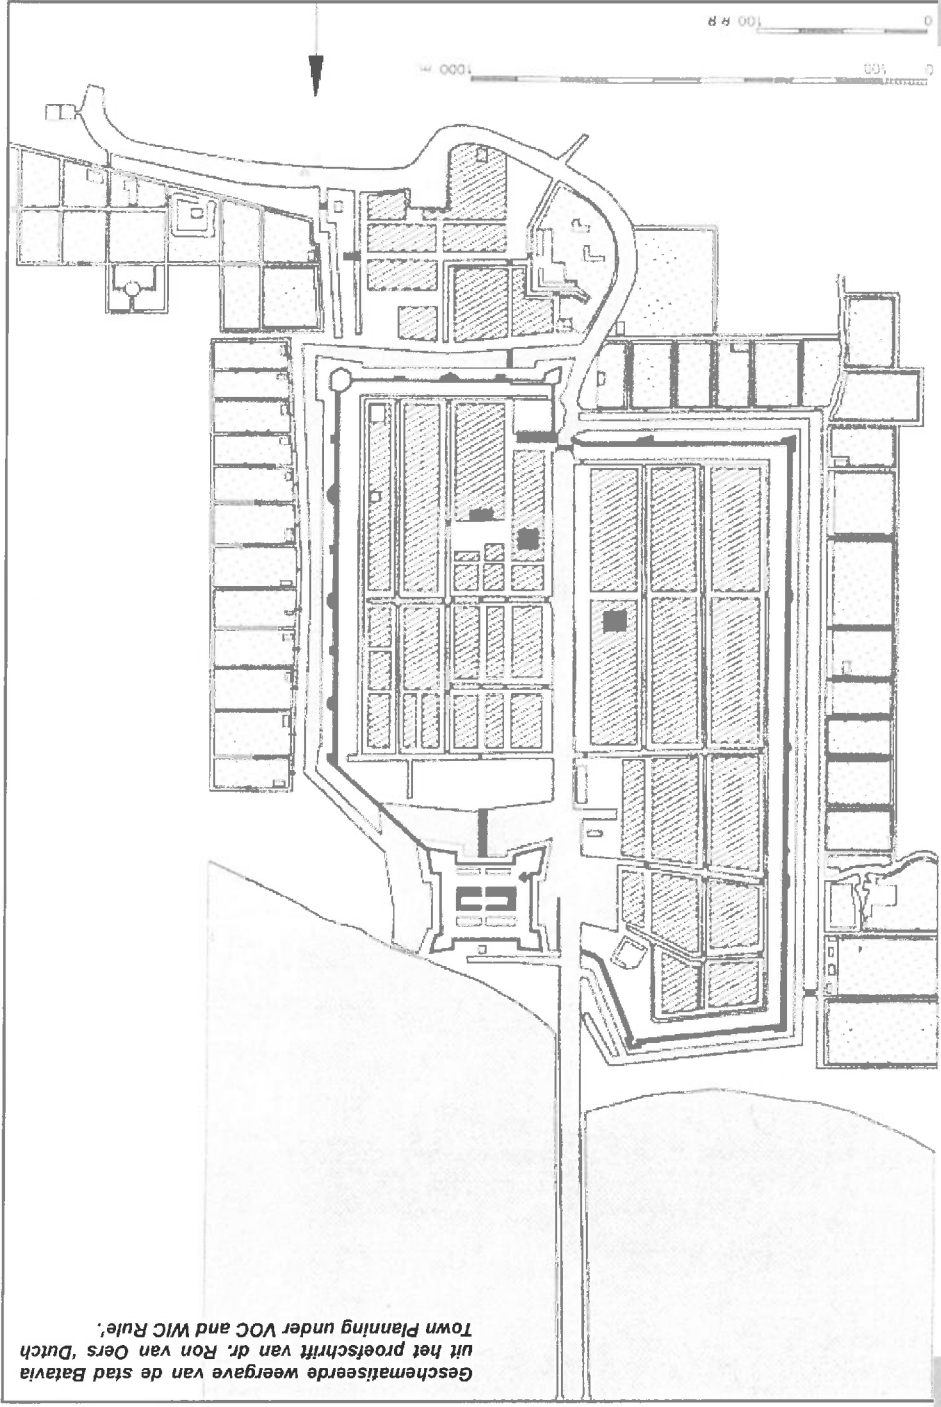 Geschematiseerde weergave van de stad Batavia
uit het proefschrift van dr. Ron van Oers 'Dutch
Town Planning under VOC and WIC Rule'.
0 100 1000 m.
0 100 R R